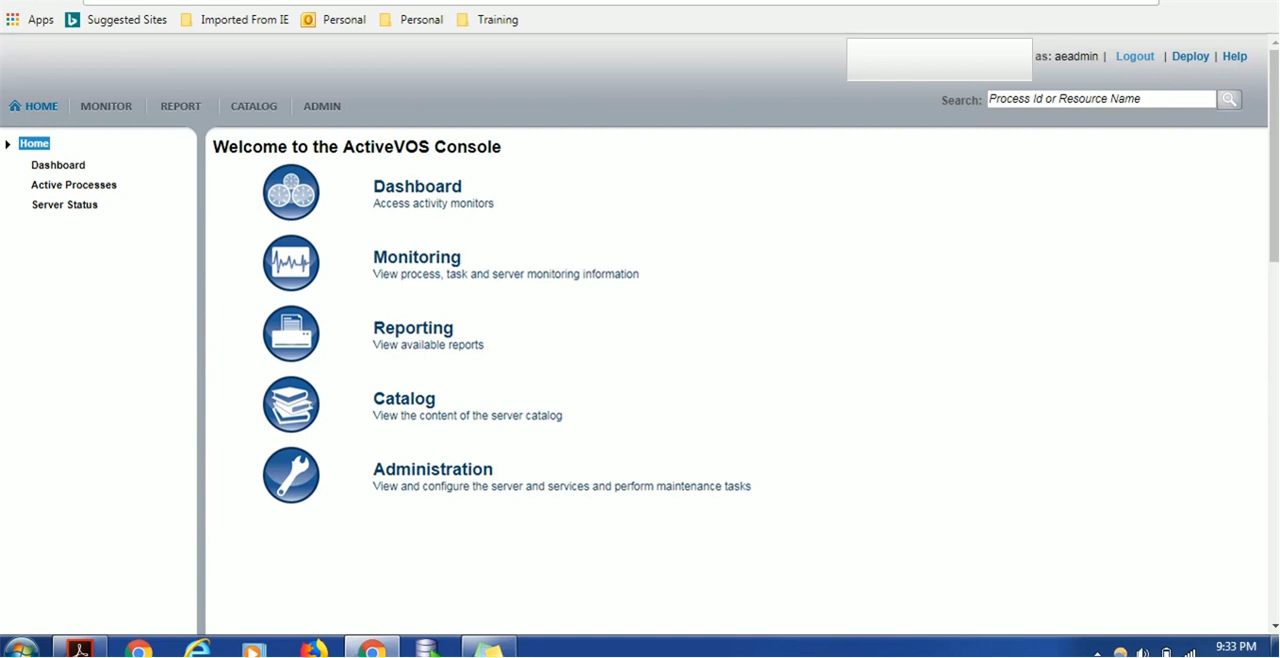 Apps Suggested Sites Imported From IE Personal Personal Training
as: aeadmin | Logout | Deploy | Help
HOME MONITOR REPORT CATALOG ADMIN
Search: Process Id or Resource Name
Home
Dashboard
Active Processes
Server Status
Welcome to the ActiveVOS Console
Dashboard
Access activity monitors
Monitoring
View process, task and server monitoring information
Reporting
View available reports
Catalog
View the content of the server catalog
Administration
View and configure the server and services and perform maintenance tasks
9:33 PM